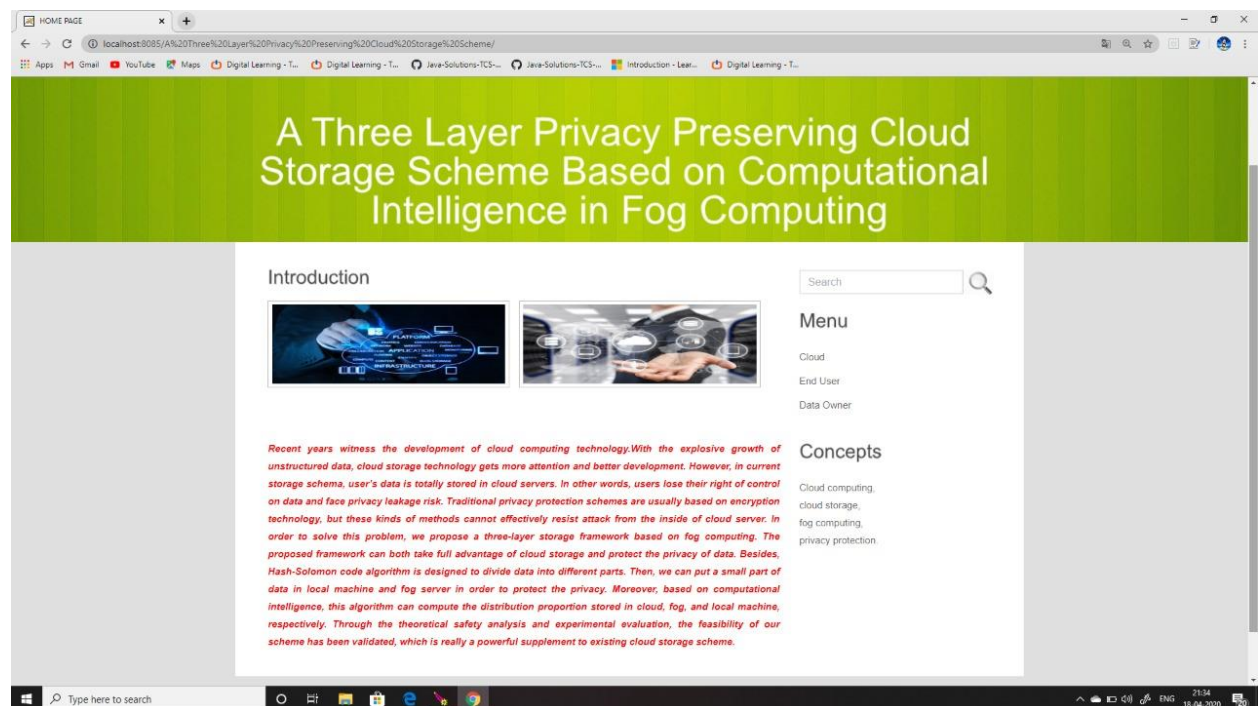 HOME PAGE
localhost:8085/A%20Three%20Layer%20Privacy%20Preserving%20Cloud%20Storage%20Scheme/
Apps Gmail YouTube Maps Digital Learning - T... Digital Learning - T... Java-Solutions-TCS-... Java-Solutions-TCS-... Introduction - Lear... Digital Learning - T...
A Three Layer Privacy Preserving Cloud
Storage Scheme Based on Computational
Intelligence in Fog Computing
Introduction
PLATFORM
APPLICATION
INFRASTRUCTURE
Recent years witness the development of cloud computing technology.With the explosive growth of
unstructured data, cloud storage technology gets more attention and better development. However, in current
storage schema, user's data is totally stored in cloud servers. In other words, users lose their right of control
on data and face privacy leakage risk. Traditional privacy protection schemes are usually based on encryption
technology, but these kinds of methods cannot effectively resist attack from the inside of cloud server. In
order to solve this problem, we propose a three-layer storage framework based on fog computing. The
proposed framework can both take full advantage of cloud storage and protect the privacy of data. Besides,
Hash-Solomon code algorithm is designed to divide data into different parts. Then, we can put a small part of
data in local machine and fog server in order to protect the privacy. Moreover, based on computational
intelligence, this algorithm can compute the distribution proportion stored in cloud, fog, and local machine,
respectively. Through the theoretical safety analysis and experimental evaluation, the feasibility of our
scheme has been validated, which is really a powerful supplement to existing cloud storage scheme.
Search
Menu
Cloud
End User
Data Owner
Concepts
Cloud computing,
cloud storage,
fog computing,
privacy protection
Type here to search
ENG
21:34
18-04-2020
20